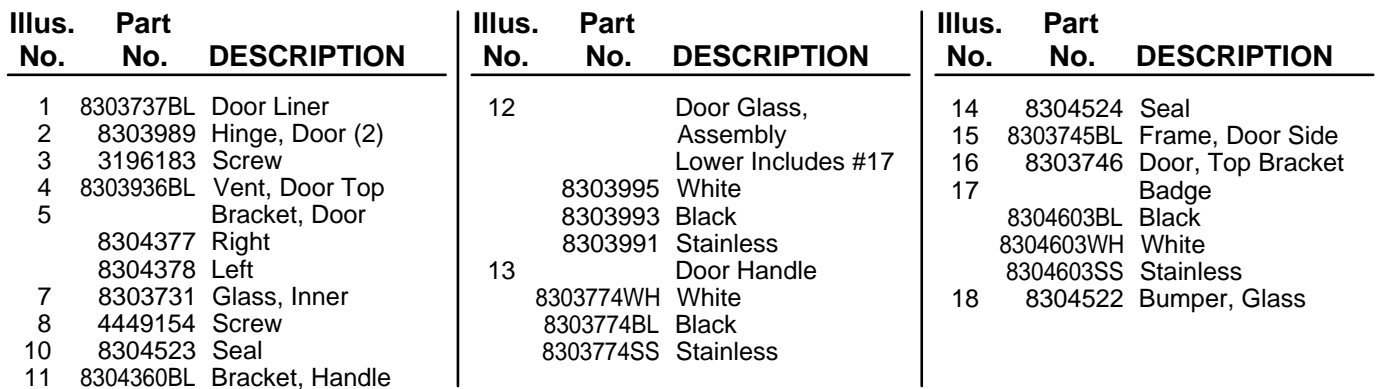 Illus. Part
No. No. DESCRIPTION
1 8303737BL Door Liner
2 8303989 Hinge, Door (2)
3 3196183 Screw
4 8303936BL Vent, Door Top
5 Bracket, Door
8304377 Right
8304378 Left
7 8303731 Glass, Inner
8 4449154 Screw
10 8304523 Seal
11 8304360BL Bracket, Handle
Illus. Part
No. No. DESCRIPTION
12 Door Glass,
Assembly
Lower Includes #17
8303995 White
8303993 Black
8303991 Stainless
13 Door Handle
8303774WH White
8303774BL Black
8303774SS Stainless
Illus. Part
No. No. DESCRIPTION
14 8304524 Seal
15 8303745BL Frame, Door Side
16 8303746 Door, Top Bracket
17 Badge
8304603BL Black
8304603WH White
8304603SS Stainless
18 8304522 Bumper, Glass